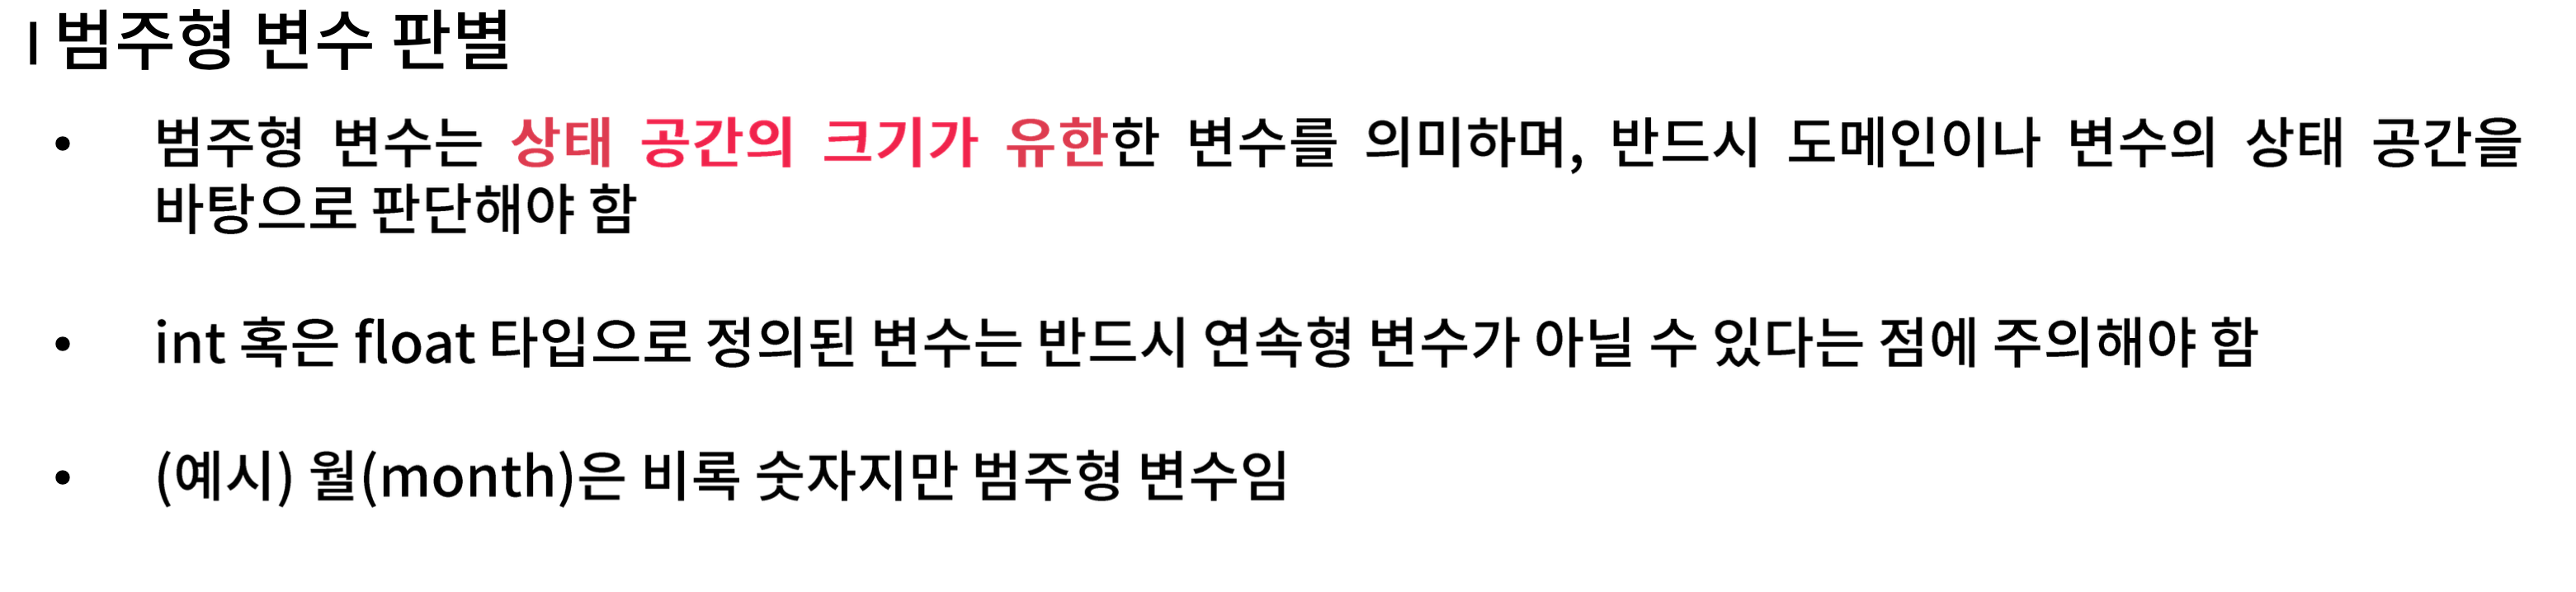 I 범주형 변수 판별
• 범주형 변수는 상태 공간의 크기가 유한한 변수를 의미하며, 반드시 도메인이나 변수의 상태 공간을
바탕으로 판단해야 함
• int 혹은 float 타입으로 정의된 변수는 반드시 연속형 변수가 아닐 수 있다는 점에 주의해야 함
• (예시) 월(month)은 비록 숫자지만 범주형 변수임